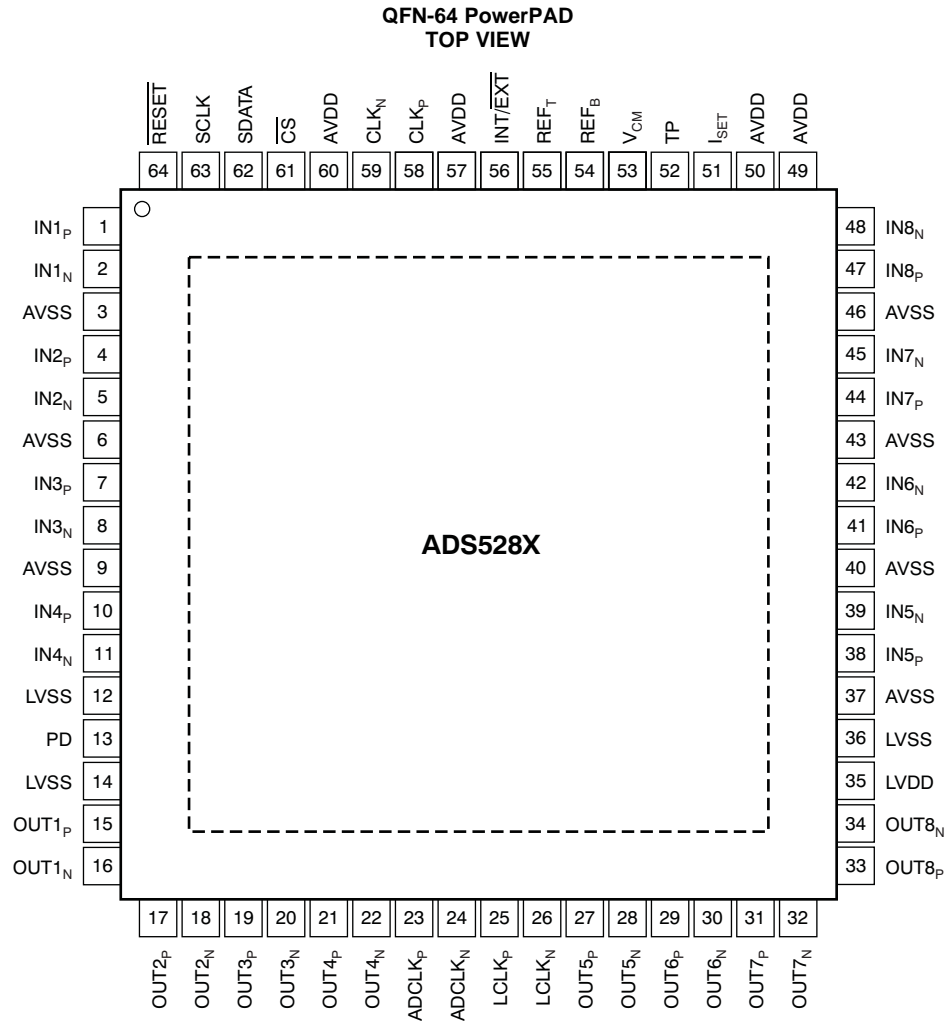 QFN-64 PowerPAD
TOP VIEW
RESET
SCLK
SDATA
CS
AVDD
CLKN
CLKP
AVDD
INT/EXT
REFT
REFB
VCM
TP
ISET
AVDD
AVDD
64 63 62 61 60 59 58 57 56 55 54 53 52 51 50 49
IN1P 1
IN1N 2
AVSS 3
IN2P 4
IN2N 5
AVSS 6
IN3P 7
IN3N 8
AVSS 9
IN4P 10
IN4N 11
LVSS 12
PD 13
LVSS 14
OUT1P 15
OUT1N 16
ADS528X
48 IN8N
47 IN8P
46 AVSS
45 IN7N
44 IN7P
43 AVSS
42 IN6N
41 IN6P
40 AVSS
39 IN5N
38 IN5P
37 AVSS
36 LVSS
35 LVDD
34 OUT8N
33 OUT8P
17 18 19 20 21 22 23 24 25 26 27 28 29 30 31 32
OUT2P
OUT2N
OUT3P
OUT3N
OUT4P
OUT4N
ADCLKP
ADCLKN
LCLKP
LCLKN
OUT5P
OUT5N
OUT6P
OUT6N
OUT7P
OUT7N